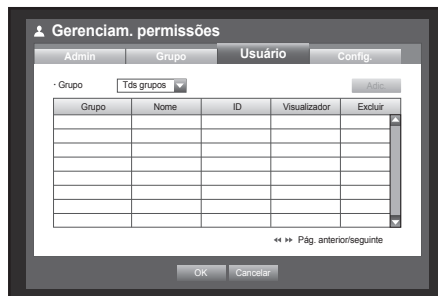 Gerenciam. permissões
Admin Grupo Usuário Config.
· Grupo Tds grupos Adic.
Grupo Nome ID Visualizador Excluir
Pág. anterior/seguinte
OK Cancelar